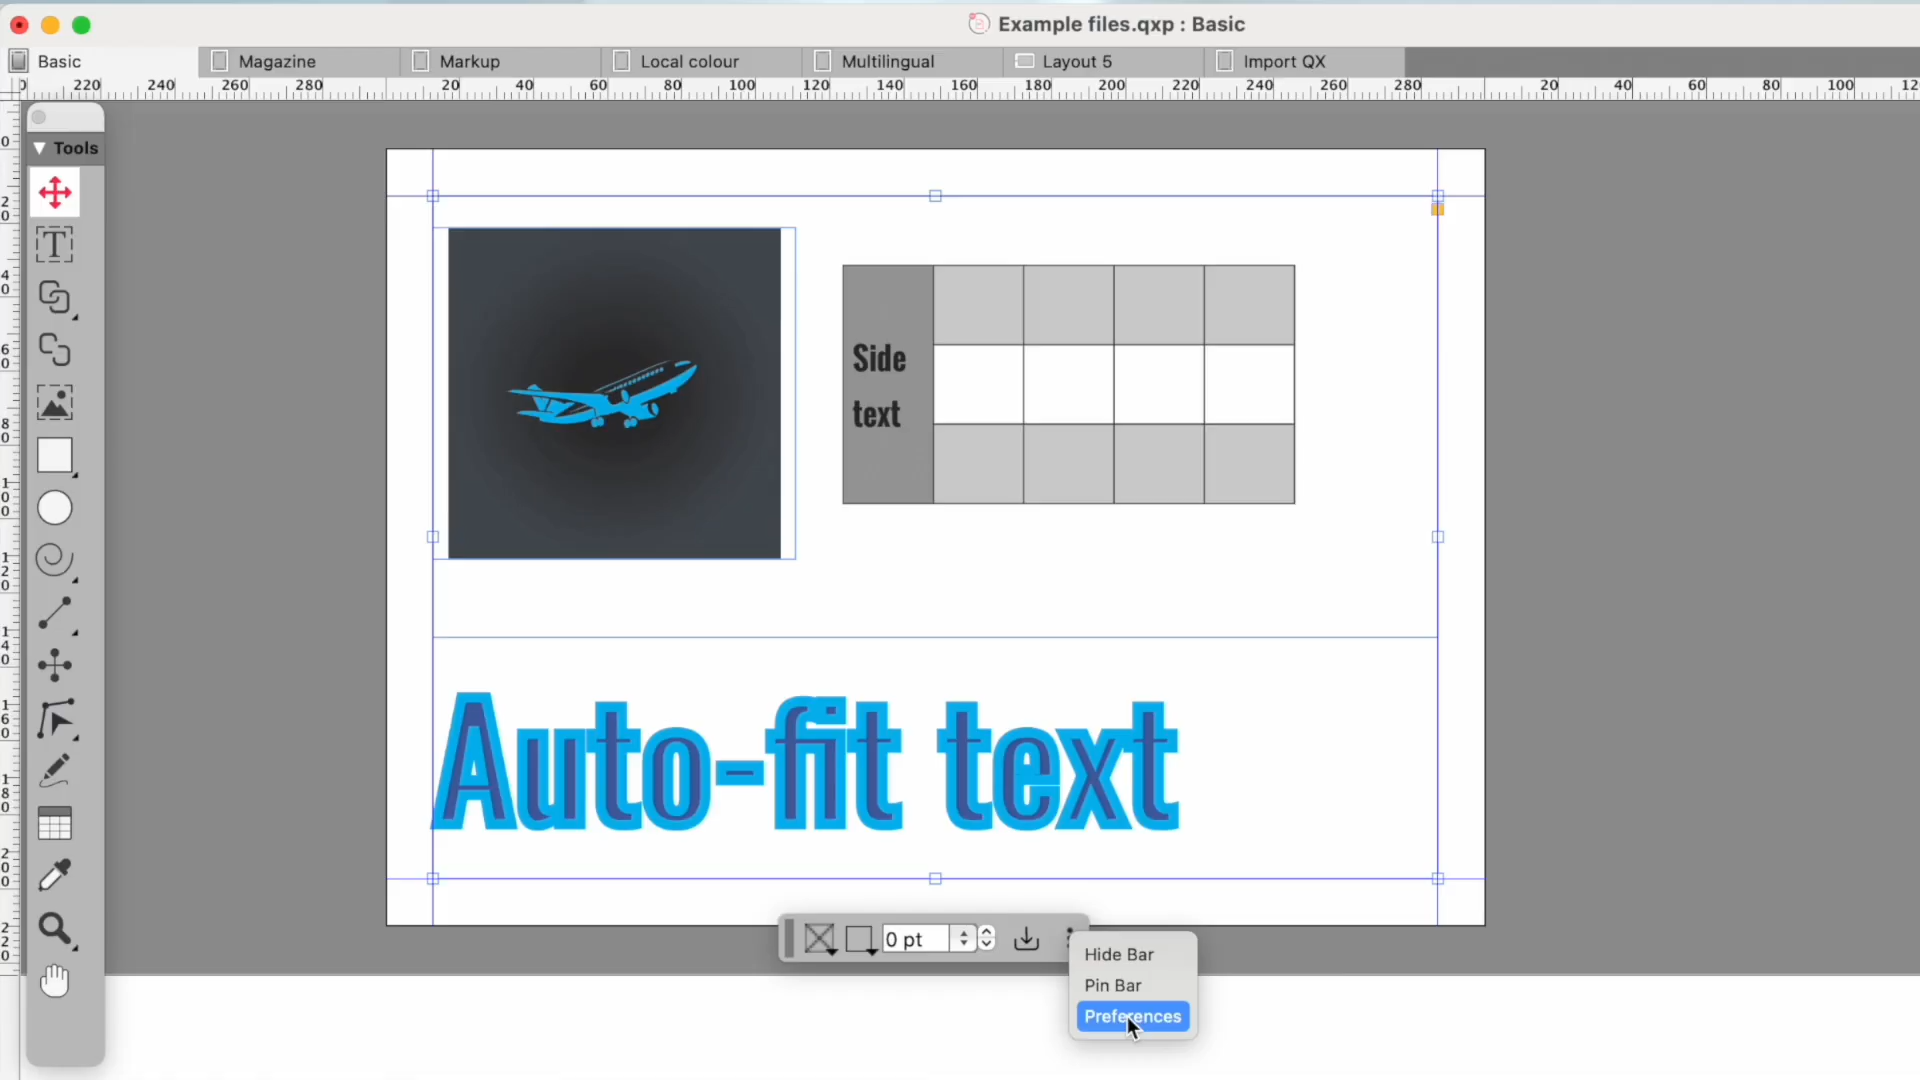 Example files.qxp : Basic
Basic
Magazine
Markup
Local colour
Multilingual
Layout 5
Import QX
220 240 260 280 20 40 60 80 100 120 140 160 180 200 220 240 260 280 20 40 60 80 100 12
Tools
Side
text
Auto-fit text
0 pt
Hide Bar
Pin Bar
Preferences